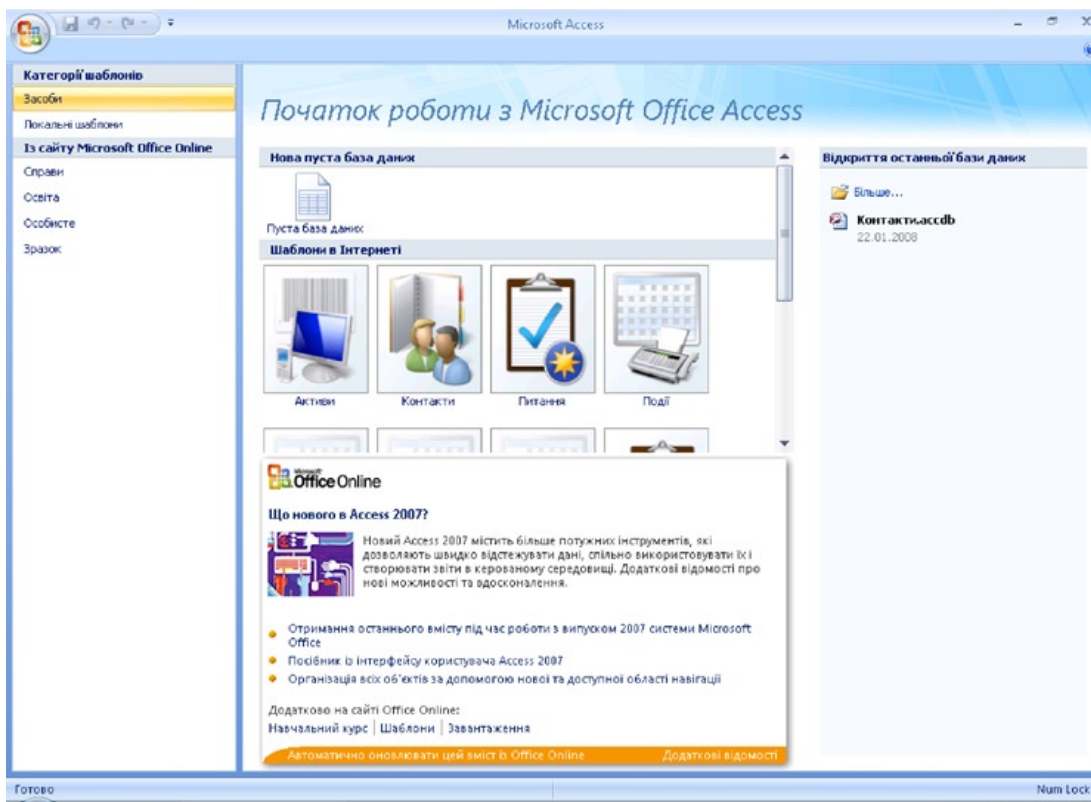 Microsoft Access
Категорії шаблонів
Засоби
Локальні шаблони
Із сайту Microsoft Office Online
Справи
Освіта
Особисте
Зразок
Початок роботи з Microsoft Office Access
Нова пуста база даних
Пуста база даних
Шаблони в Інтернеті
Активи
Контакти
Питання
Події
Microsoft
Office Online
Що нового в Access 2007?
Новий Access 2007 містить більше потужних інструментів, які
дозволяють швидко відстежувати дані, спільно використовувати їх і
створювати звіти в керованому середовищі. Додаткові відомості про
нові можливості та вдосконалення.
Отримання останнього вмісту під час роботи з випуском 2007 системи Microsoft
Office
Посібник із інтерфейсу користувача Access 2007
Організація всіх об'єктів за допомогою нової та доступної області навігації
Додатково на сайті Office Online:
Навчальний курс | Шаблони | Завантаження
Автоматично оновлювати цей вміст із Office Online
Додаткові відомості
Відкриття останньої бази даних
Більше...
Контакти.accdb
22.01.2008
Готово
Num Lock